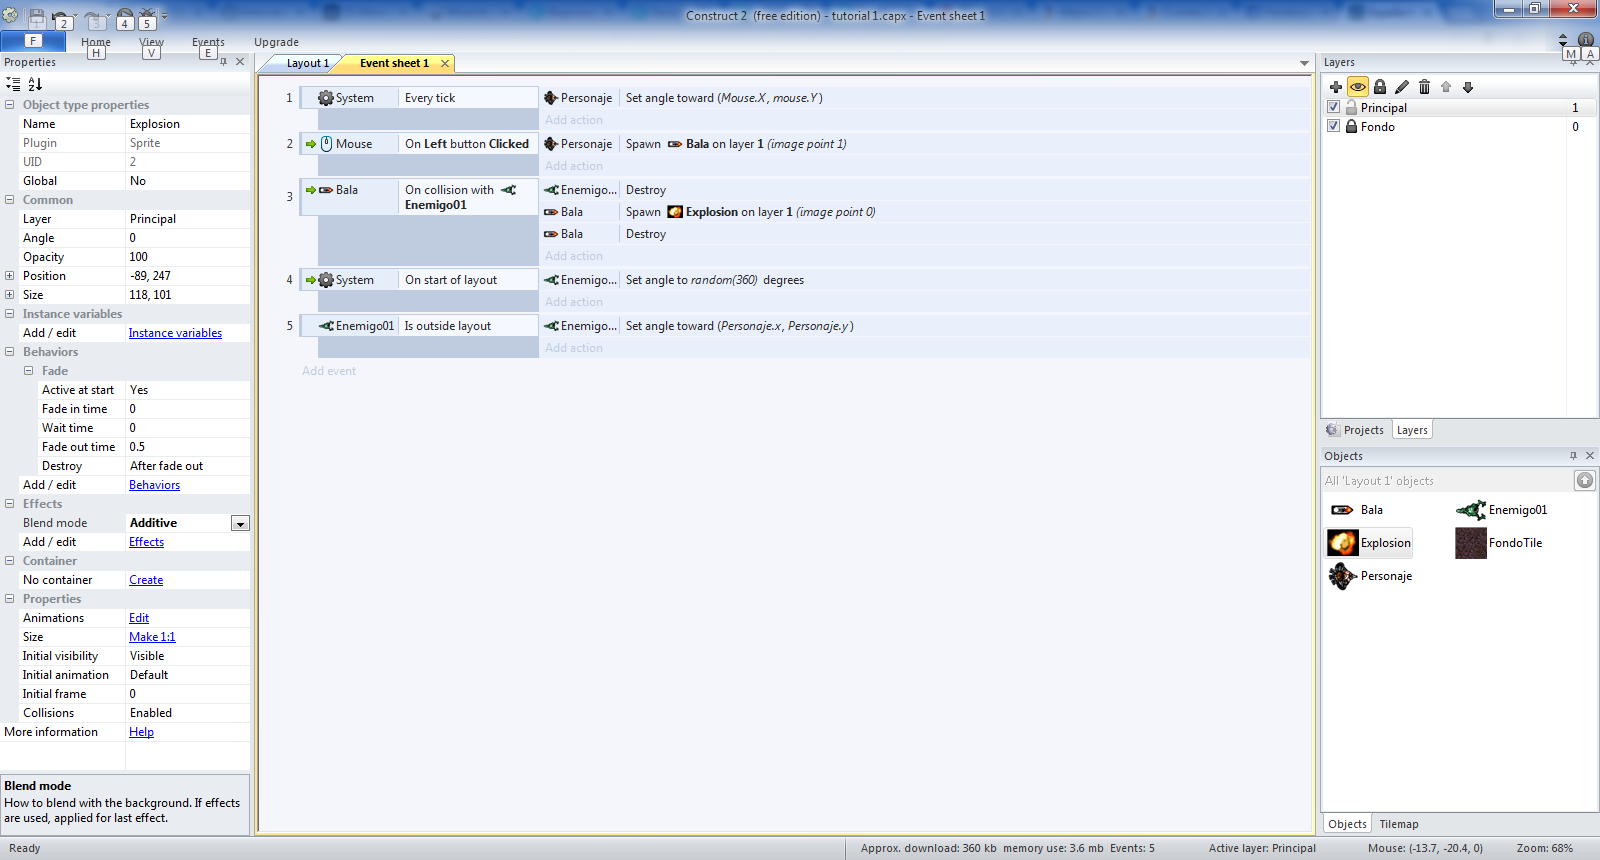 Construct 2 (free edition) - tutorial 1.capx - Event sheet 1
1 2 3 4 5
F Home View Events Upgrade
H V E M A
Properties
Object type properties
Name Explosion
Plugin Sprite
UID 2
Global No
Common
Layer Principal
Angle 0
Opacity 100
Position -89, 247
Size 118, 101
Instance variables
Add / edit Instance variables
Behaviors
Fade
Active at start Yes
Fade in time 0
Wait time 0
Fade out time 0.5
Destroy After fade out
Add / edit Behaviors
Effects
Blend mode Additive
Add / edit Effects
Container
No container Create
Properties
Animations Edit
Size Make 1:1
Initial visibility Visible
Initial animation Default
Initial frame 0
Collisions Enabled
More information Help
Blend mode
How to blend with the background. If effects
are used, applied for last effect.
Layout 1 Event sheet 1
1 System Every tick Personaje Set angle toward (Mouse.X, mouse.Y)
Add action
2 Mouse On Left button Clicked Personaje Spawn Bala on layer 1 (image point 1)
Add action
3 Bala On collision with Enemigo01 Enemigo... Destroy
Bala Spawn Explosion on layer 1 (image point 0)
Bala Destroy
Add action
4 System On start of layout Enemigo... Set angle to random(360) degrees
Add action
5 Enemigo01 Is outside layout Enemigo... Set angle toward (Personaje.x, Personaje.y)
Add action
Add event
Layers
Principal 1
Fondo 0
Projects Layers
Objects
All 'Layout 1' objects
Bala Enemigo01
Explosion FondoTile
Personaje
Objects Tilemap
Ready Approx. download: 360 kb memory use: 3.6 mb Events: 5 Active layer: Principal Mouse: (-13.7, -20.4, 0) Zoom: 68%